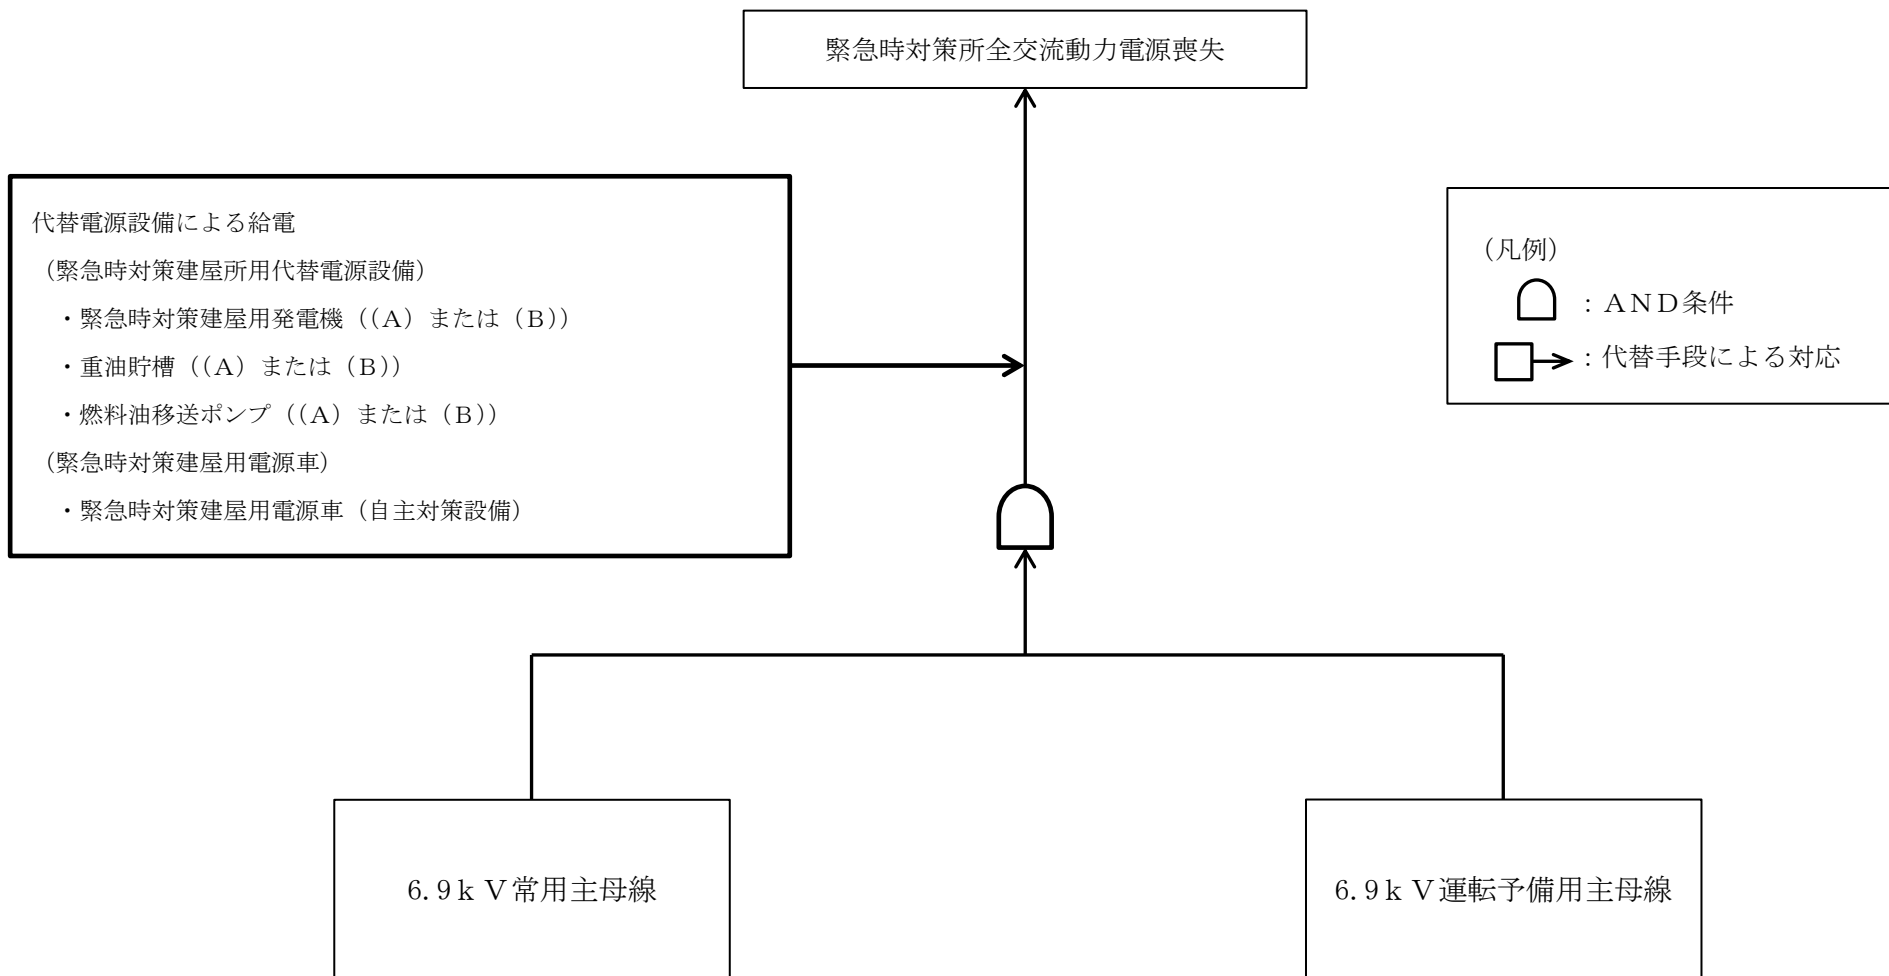 緊急時対策所全交流動力電源喪失
代替電源設備による給電
（緊急時対策建屋所用代替電源設備）
・緊急時対策建屋用発電機（（Ａ）または（Ｂ））
・重油貯槽（（Ａ）または（Ｂ））
・燃料油移送ポンプ（（Ａ）または（Ｂ））
（緊急時対策建屋用電源車）
・緊急時対策建屋用電源車（自主対策設備）
（凡例）
：ＡＮＤ条件
：代替手段による対応
6.9ｋＶ常用主母線
6.9ｋＶ運転予備用主母線